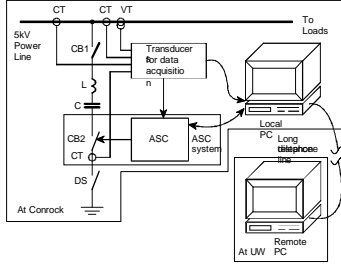 CT CT VT
To
Loads
5kV
Power
Line
CB1
Transducer
for data
acquisitio
n
L
C
Local
PC
CB2
ASC
ASC
system
CT
Long
distance
telephone
line
DS
At Conrock
At UW
Remote
PC